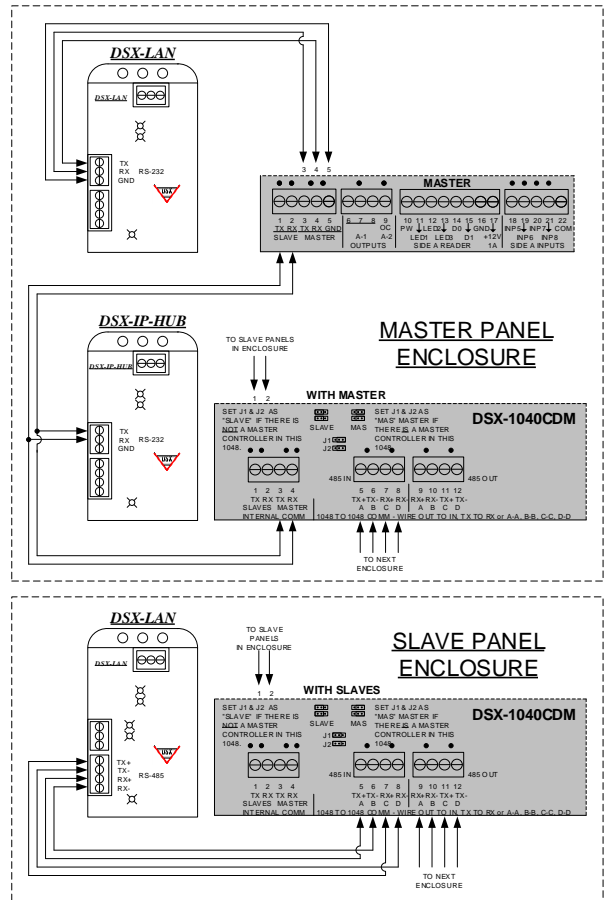 DSX-LAN
DSX-LAN
TX
RX RS-232
GND
USA
3 4 5
MASTER
1 2 3 4 5 6 7 8 9 10 11 12 13 14 15 16 17 18 19 20 21 22
TX RX TX RX GND A-1 OC A-2 PW LED2 D0 GND INP5 INP7 COM
SLAVE MASTER OUTPUTS LED1 LED3 D1 +12V 1A INP6 INP8
SIDE A READER SIDE A INPUTS
DSX-IP-HUB
DSX-IP-HUB
TX
RX RS-232
GND
USA
MASTER PANEL
ENCLOSURE
TO SLAVE PANELS
IN ENCLOSURE
1 2
WITH MASTER
SET J1 & J2 AS
"SLAVE" IF THERE IS
NOT A MASTER
CONTROLLER IN THIS
1048.
SLAVE MAS
J1
J2
SET J1 & J2 AS
"MAS" MASTER IF
THERE IS A MASTER
CONTROLLER IN THIS
1048.
DSX-1040CDM
485 IN 485 OUT
1 2 3 4 5 6 7 8 9 10 11 12
TX RX TX RX TX+ TX- RX+ RX- RX+ RX- TX+ TX-
SLAVES MASTER A B C D A B C D
INTERNAL COMM 1048 TO 1048 COMM - WIRE OUT TO IN, TX TO RX or A-A, B-B, C-C, D-D
TO NEXT
ENCLOSURE
DSX-LAN
DSX-LAN
USA
TX+
TX- RS-485
RX+
RX-
SLAVE PANEL
ENCLOSURE
TO SLAVE
PANELS
IN ENCLOSURE
1 2
WITH SLAVES
SET J1 & J2 AS
"SLAVE" IF THERE IS
NOT A MASTER
CONTROLLER IN THIS
1048.
SLAVE MAS
J1
J2
SET J1 & J2 AS
"MAS" MASTER IF
THERE IS A MASTER
CONTROLLER IN THIS
1048.
DSX-1040CDM
485 IN 485 OUT
1 2 3 4 5 6 7 8 9 10 11 12
TX RX TX RX TX+ TX- RX+ RX- RX+ RX- TX+ TX-
SLAVES MASTER A B C D A B C D
INTERNAL COMM 1048 TO 1048 COMM - WIRE OUT TO IN, TX TO RX or A-A, B-B, C-C, D-D
TO NEXT
ENCLOSURE